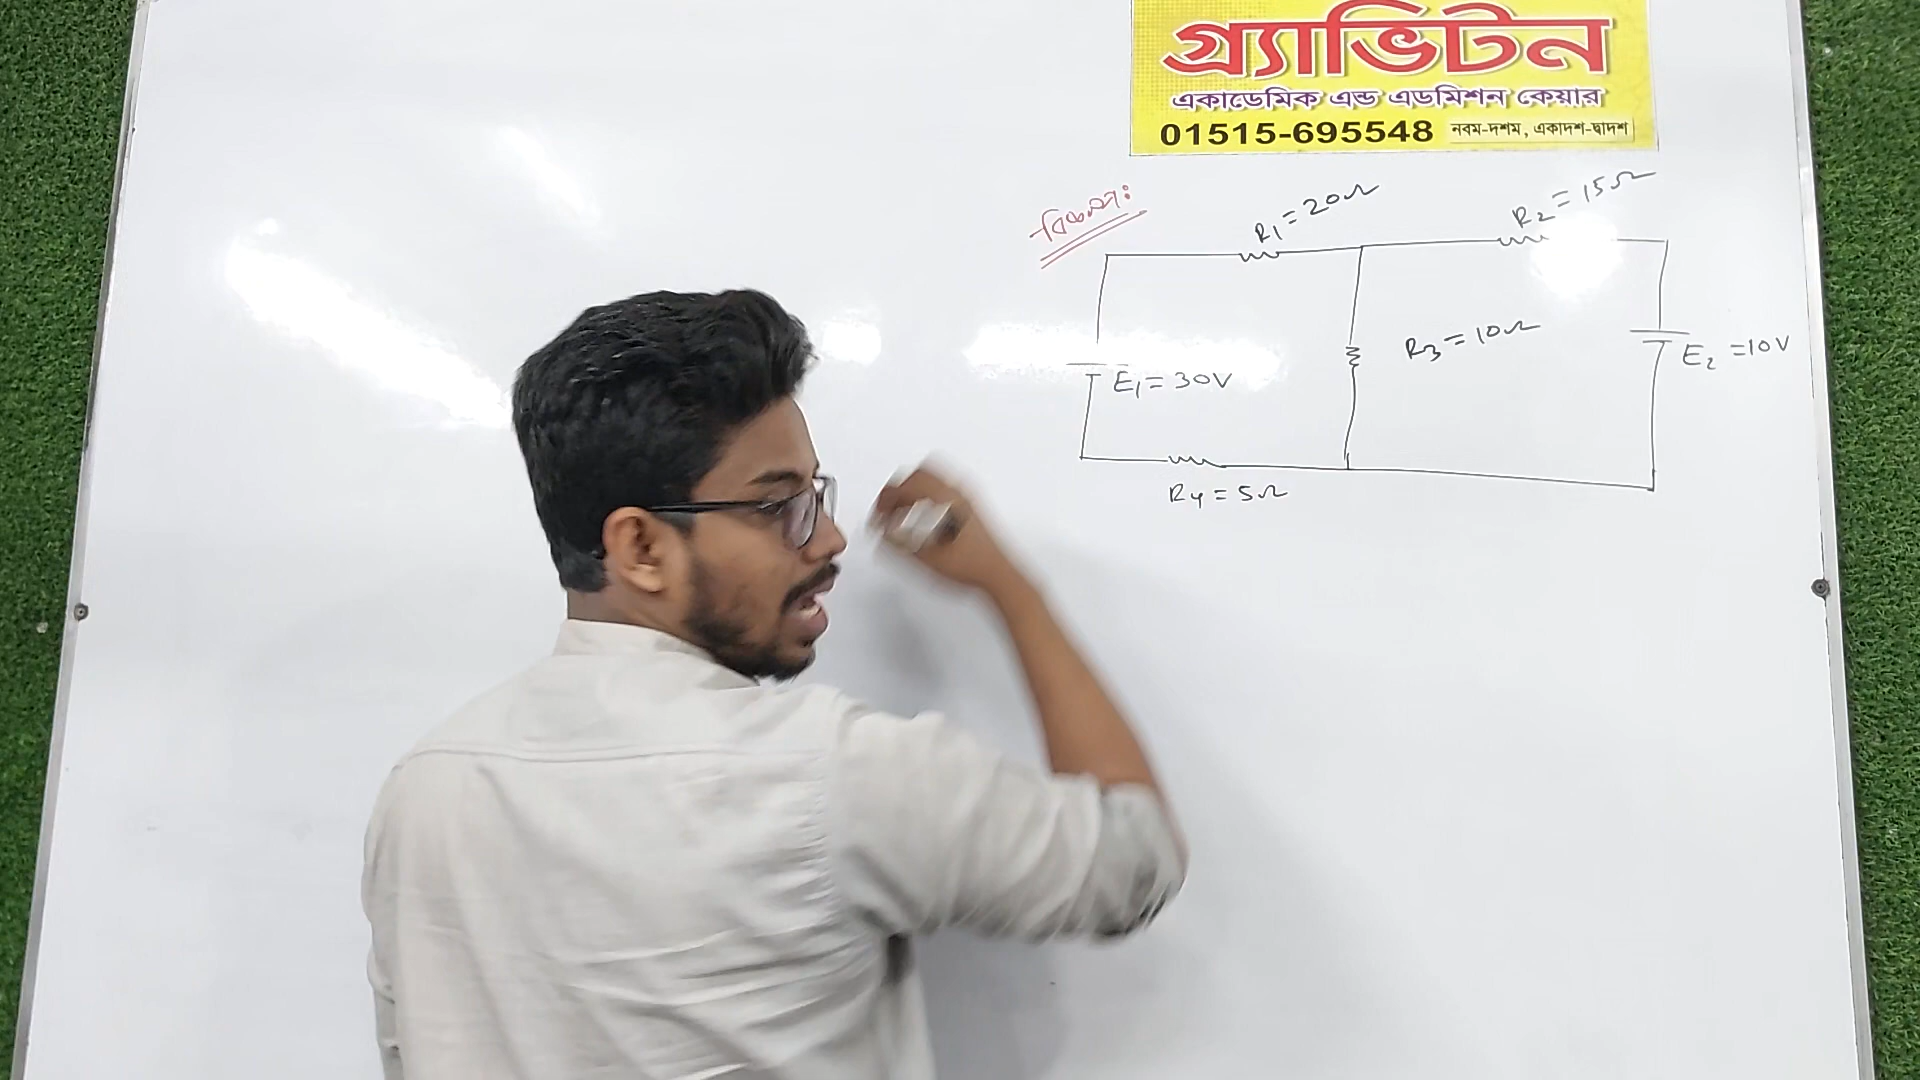 গ্র্যাভিটন
একাডেমিক এন্ড এডমিশন কেয়ার
01515-695548 নবম-দশম, একাদশ-দ্বাদশ
বিকল্প:
R1 = 20Ω
R2 = 15Ω
R3 = 10Ω
E1 = 30V
E2 = 10V
R4 = 5Ω